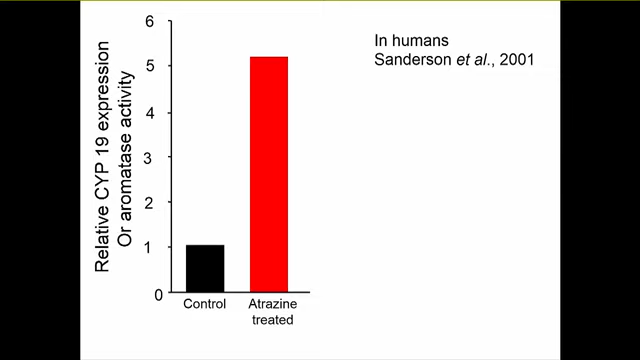 Relative CYP 19 expression
Or aromatase activity
6
5
4
3
2
1
0
Control
Atrazine
treated
In humans
Sanderson et al., 2001